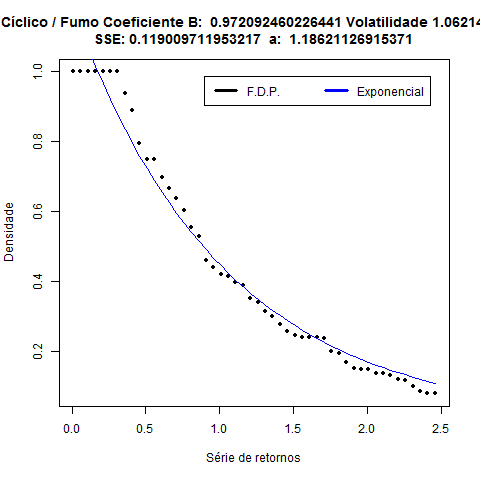 Cíclico / Fumo Coeficiente B: 0.972092460226441 Volatilidade 1.06214
SSE: 0.119009711953217 a: 1.18621126915371
F.D.P. Exponencial
1.0
0.8
0.6
0.4
0.2
Densidade
0.0 0.5 1.0 1.5 2.0 2.5
Série de retornos